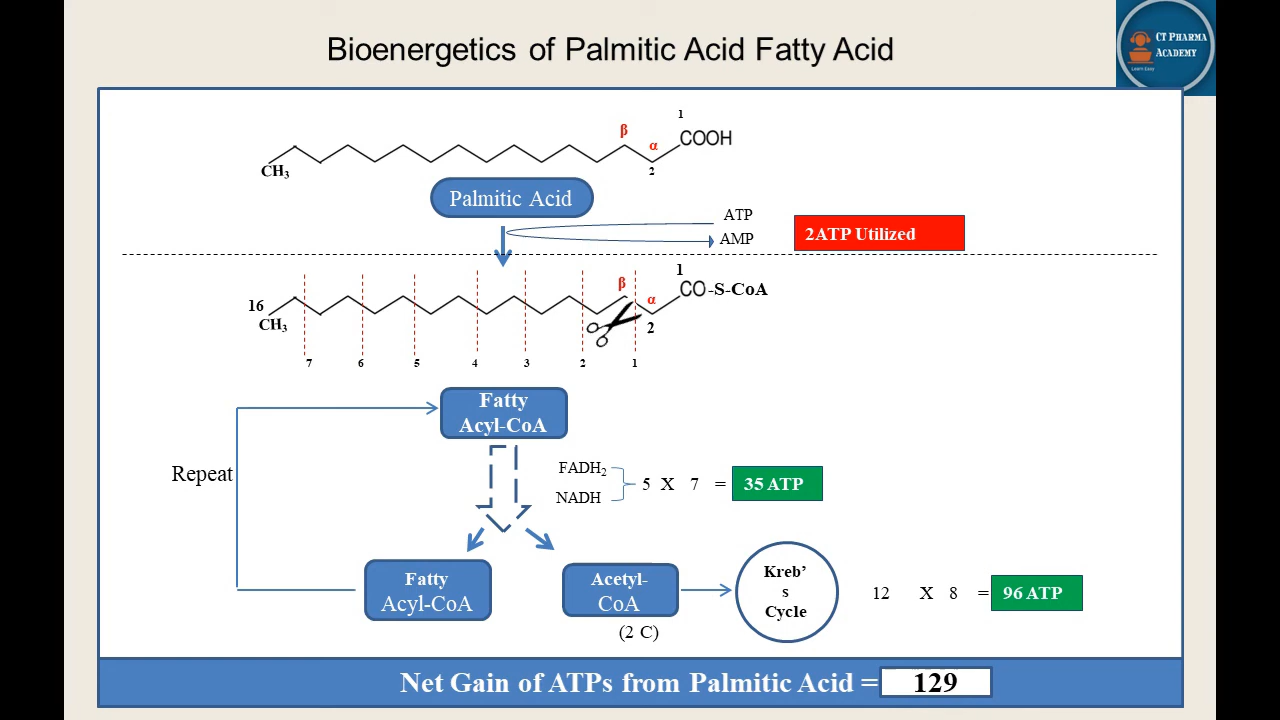 Bioenergetics of Palmitic Acid Fatty Acid
CT PHARMA
ACADEMY
Learn Easy
1
β
COOH
α
CH3
2
Palmitic Acid
ATP
AMP
2ATP Utilized
1
β
CO-S-CoA
α
16
CH3
2
7 6 5 4 3 2 1
Fatty
Acyl-CoA
Repeat
FADH2
NADH
5 X 7 = 35 ATP
Fatty
Acyl-CoA
Acetyl-
CoA
(2 C)
Kreb’
s
Cycle
12 X 8 = 96 ATP
Net Gain of ATPs from Palmitic Acid = 129